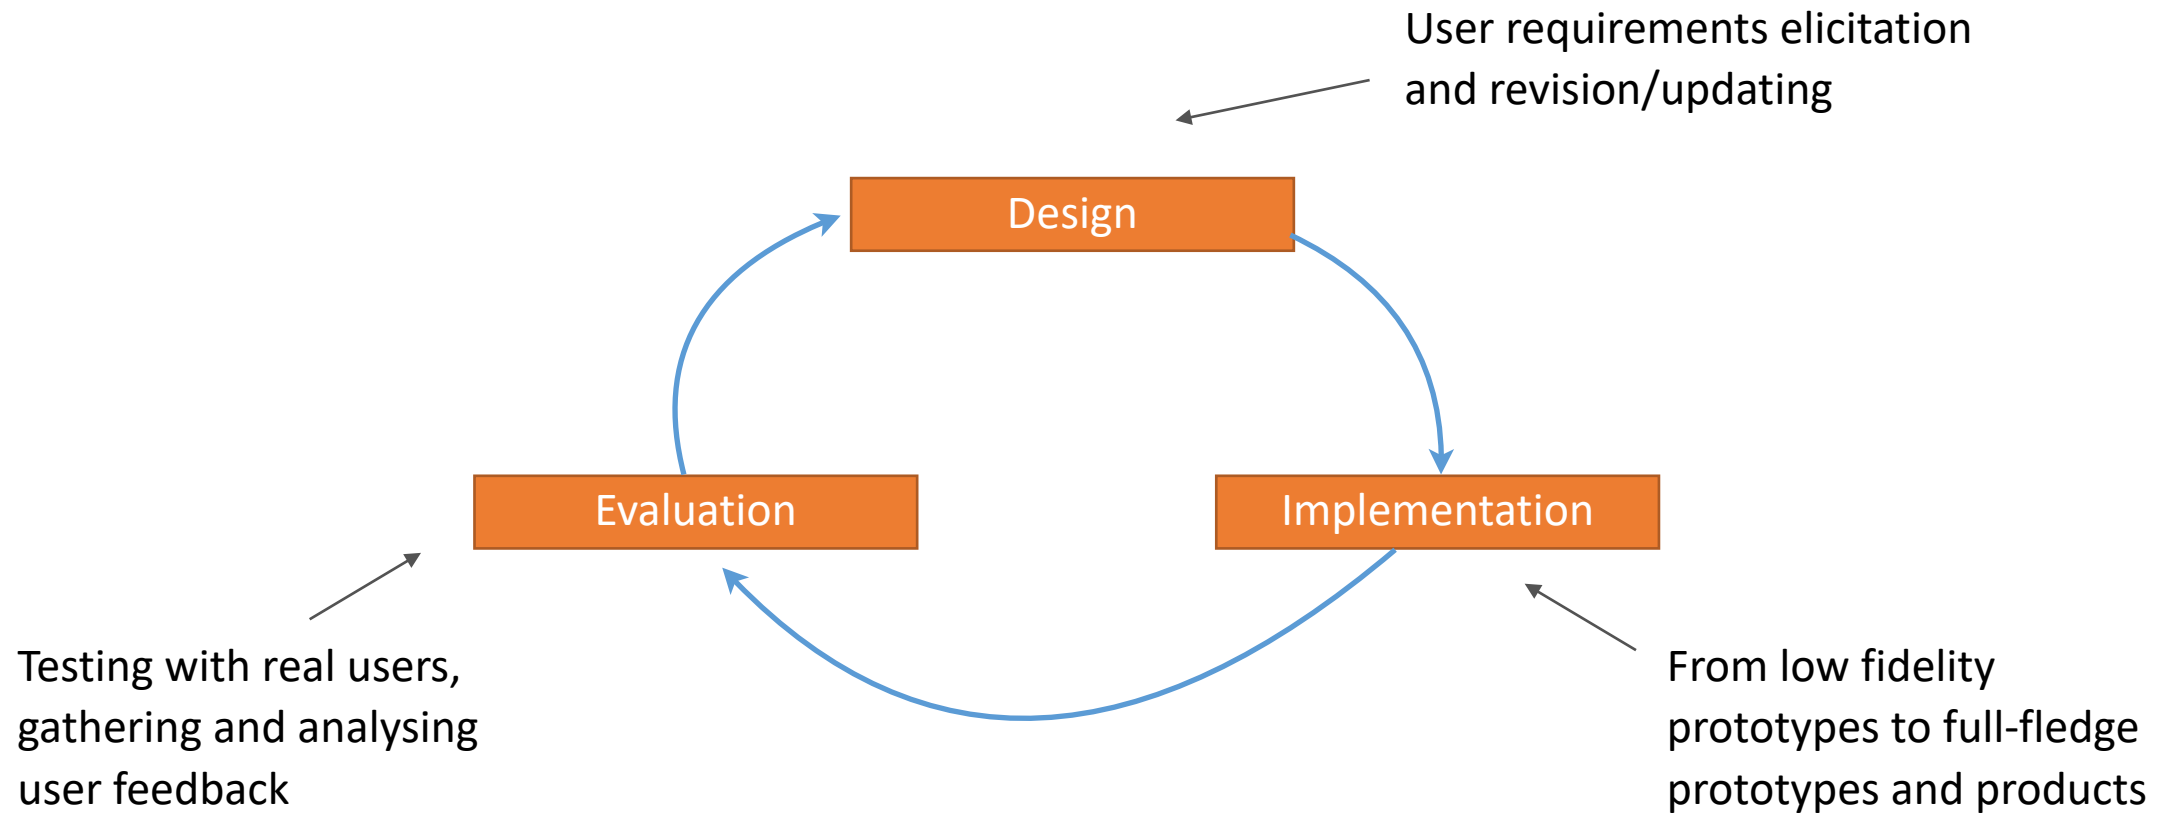 User requirements elicitation
and revision/updating
Design
Evaluation
Implementation
Testing with real users,
gathering and analysing
user feedback
From low fidelity
prototypes to full-fledge
prototypes and products